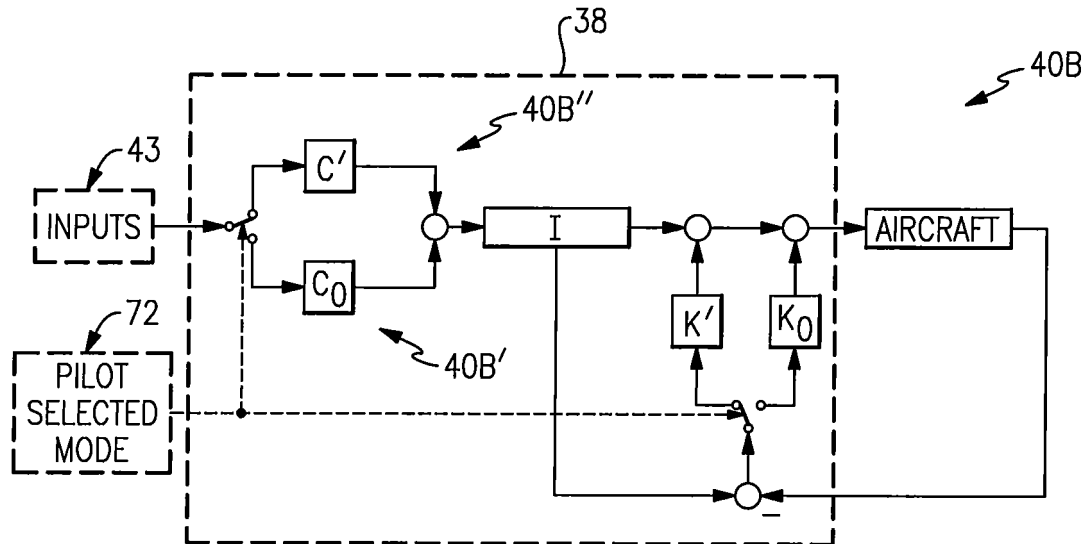 38
40B
40B"
43
C'
INPUTS
I
AIRCRAFT
C0
72
K'
K0
40B'
PILOT
SELECTED
MODE
−